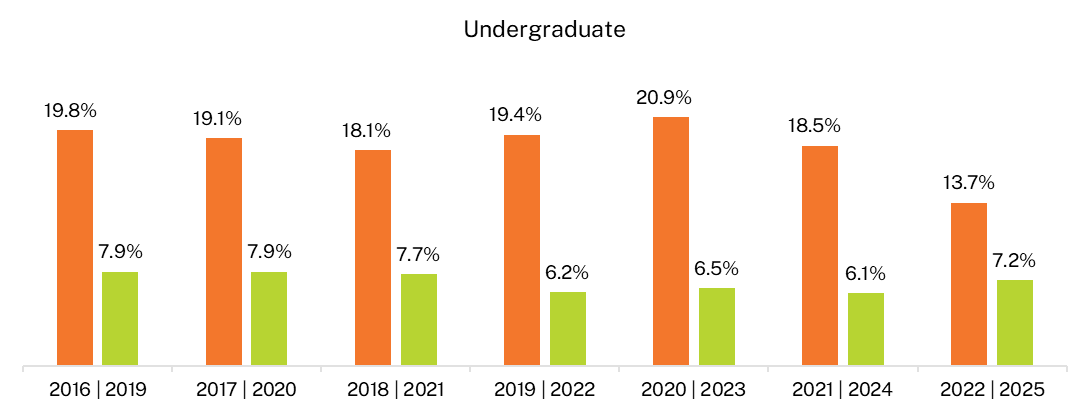 Undergraduate
19.8% 19.1% 18.1% 19.4% 20.9% 18.5% 13.7%
7.9% 7.9% 7.7% 6.2% 6.5% 6.1% 7.2%
2016 | 2019 2017 | 2020 2018 | 2021 2019 | 2022 2020 | 2023 2021 | 2024 2022 | 2025